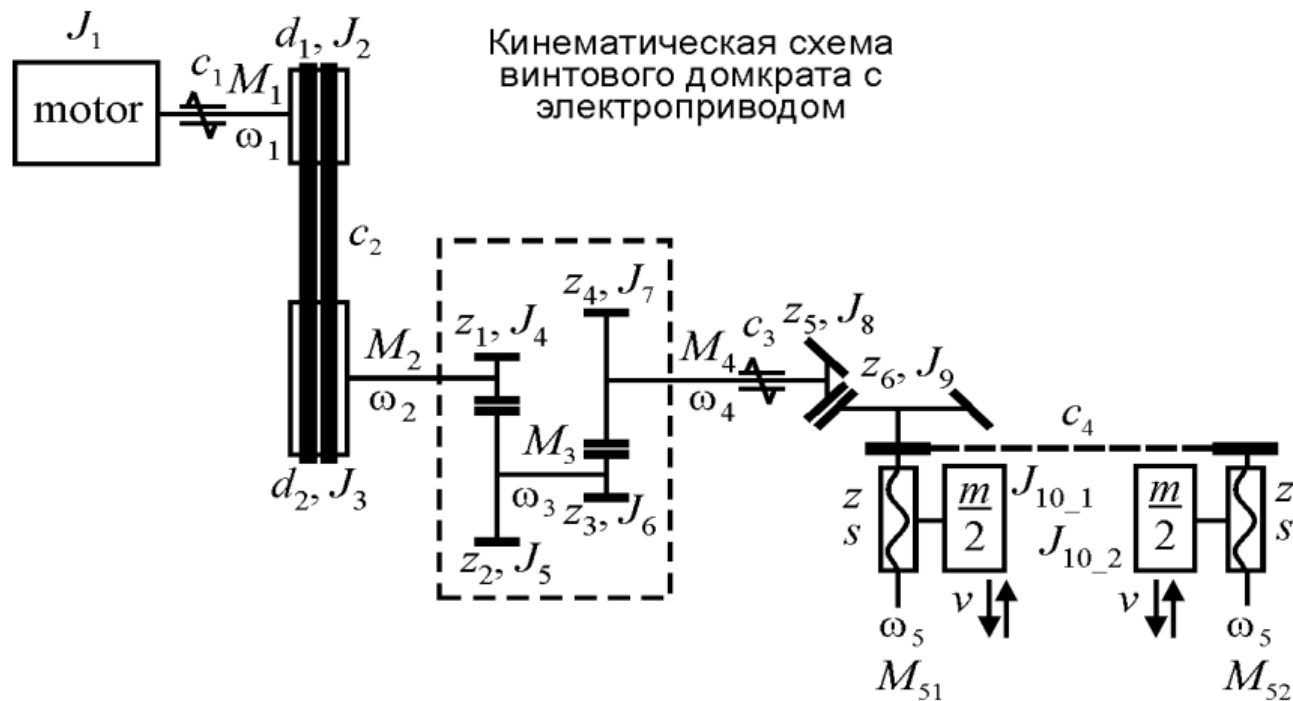 J₁
motor
c₁
M₁
ω₁
d₁, J₂
Кинематическая схема
винтового домкрата с
электроприводом
c₂
d₂, J₃
M₂
ω₂
z₁, J₄
z₂, J₅
M₃
ω₃
z₄, J₇
z₃, J₆
M₄
ω₄
c₃
z₅, J₈
z₆, J₉
c₄
z
s
m
2
J₁₀_₁
J₁₀_₂
m
2
z
s
v
v
ω₅
M₅₁
ω₅
M₅₂